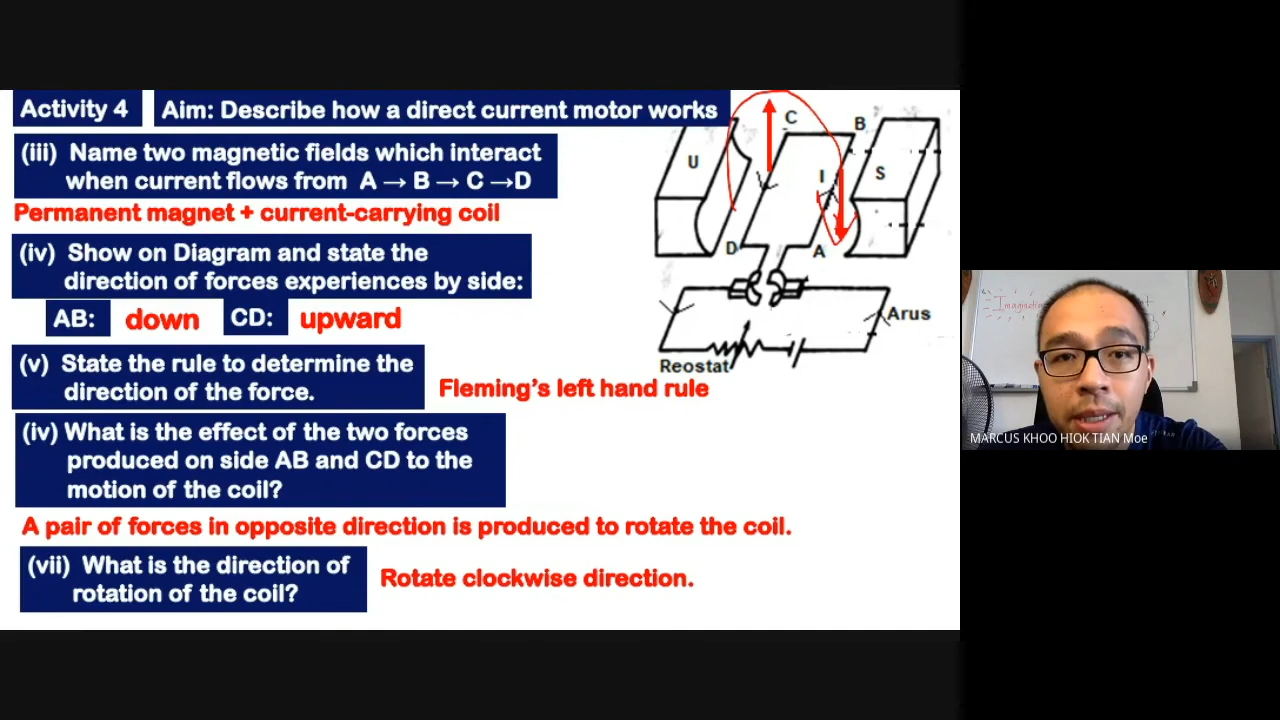 Activity 4
Aim: Describe how a direct current motor works
(iii) Name two magnetic fields which interact
when current flows from A → B → C →D
Permanent magnet + current-carrying coil
(iv) Show on Diagram and state the
direction of forces experiences by side:
AB: down CD: upward
(v) State the rule to determine the
direction of the force.
Fleming's left hand rule
(iv) What is the effect of the two forces
produced on side AB and CD to the
motion of the coil?
A pair of forces in opposite direction is produced to rotate the coil.
(vii) What is the direction of
rotation of the coil?
Rotate clockwise direction.
C
B
U
I
S
D
A
Arus
Reostat
MARCUS KHOO HIOK TIAN Moe